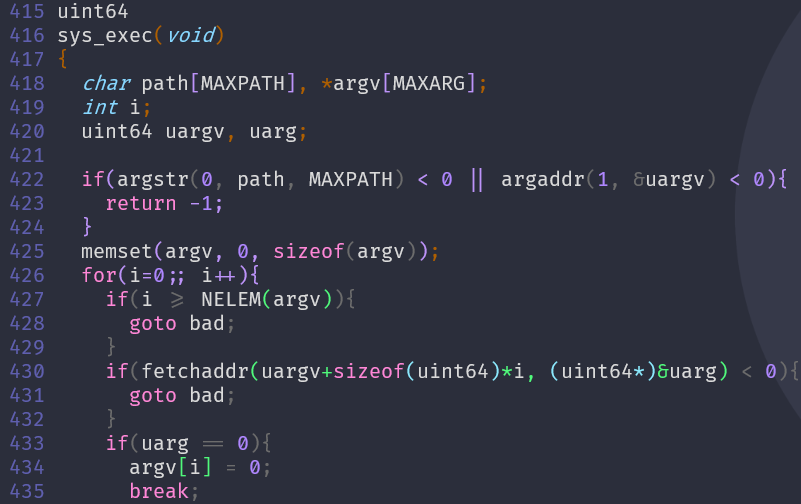 415 uint64
416 sys_exec(void)
417 {
418   char path[MAXPATH], *argv[MAXARG];
419   int i;
420   uint64 uargv, uarg;
421
422   if(argstr(0, path, MAXPATH) < 0 || argaddr(1, &uargv) < 0){
423     return -1;
424   }
425   memset(argv, 0, sizeof(argv));
426   for(i=0;; i++){
427     if(i >= NELEM(argv)){
428       goto bad;
429     }
430     if(fetchaddr(uargv+sizeof(uint64)*i, (uint64*)&uarg) < 0){
431       goto bad;
432     }
433     if(uarg == 0){
434       argv[i] = 0;
435       break;